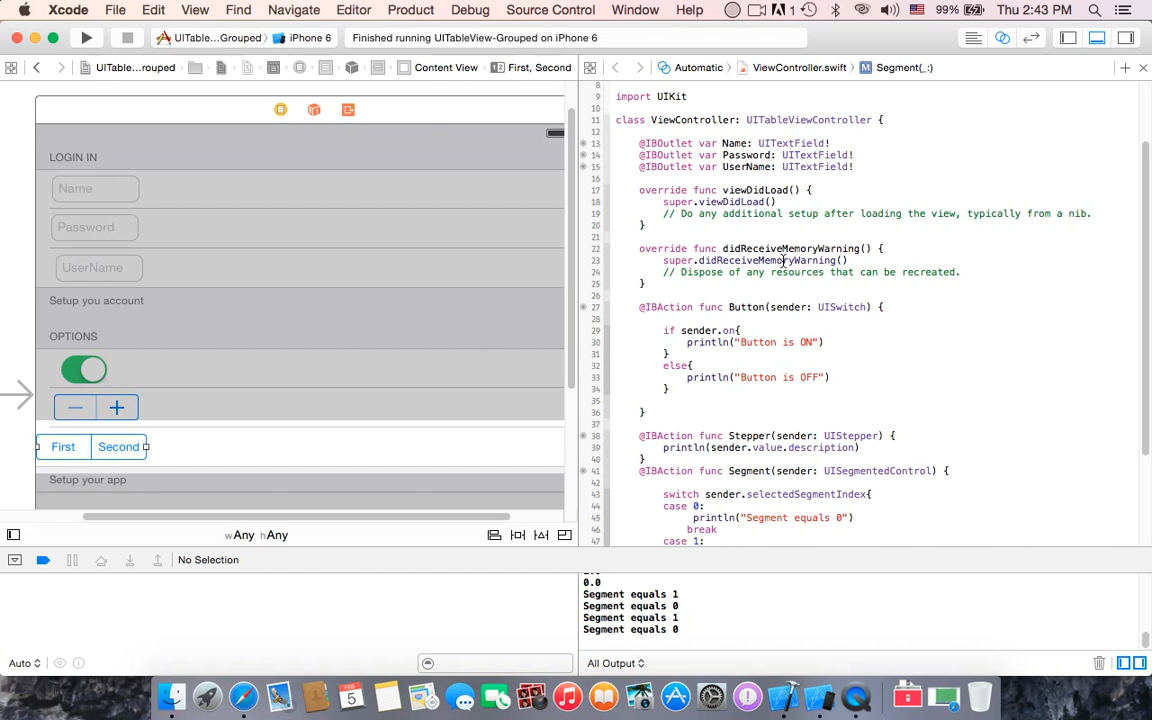 Xcode File Edit View Find Navigate Editor Product Debug Source Control Window Help 1 99% Thu 2:43 PM
UITable...Grouped iPhone 6 Finished running UITableView-Grouped on iPhone 6
UITable...rouped Content View First, Second Automatic ViewController.swift Segment(_:)
8
9 import UIKit
10
11 class ViewController: UITableViewController {
12
13 @IBOutlet var Name: UITextField!
14 @IBOutlet var Password: UITextField!
15 @IBOutlet var UserName: UITextField!
16
17 override func viewDidLoad() {
18 super.viewDidLoad()
19 // Do any additional setup after loading the view, typically from a nib.
20 }
21
22 override func didReceiveMemoryWarning() {
23 super.didReceiveMemoryWarning()
24 // Dispose of any resources that can be recreated.
25 }
26
27 @IBAction func Button(sender: UISwitch) {
28
29 if sender.on{
30 println("Button is ON")
31 }
32 else{
33 println("Button is OFF")
34 }
35
36 }
37
38 @IBAction func Stepper(sender: UIStepper) {
39 println(sender.value.description)
40 }
41 @IBAction func Segment(sender: UISegmentedControl) {
42
43 switch sender.selectedSegmentIndex{
44 case 0:
45 println("Segment equals 0")
46 break
47 case 1:
LOGIN IN
Name
Password
UserName
Setup you account
OPTIONS
First Second
Setup your app
wAny hAny
No Selection
0.0
Segment equals 1
Segment equals 0
Segment equals 1
Segment equals 0
Auto All Output
FEB
5